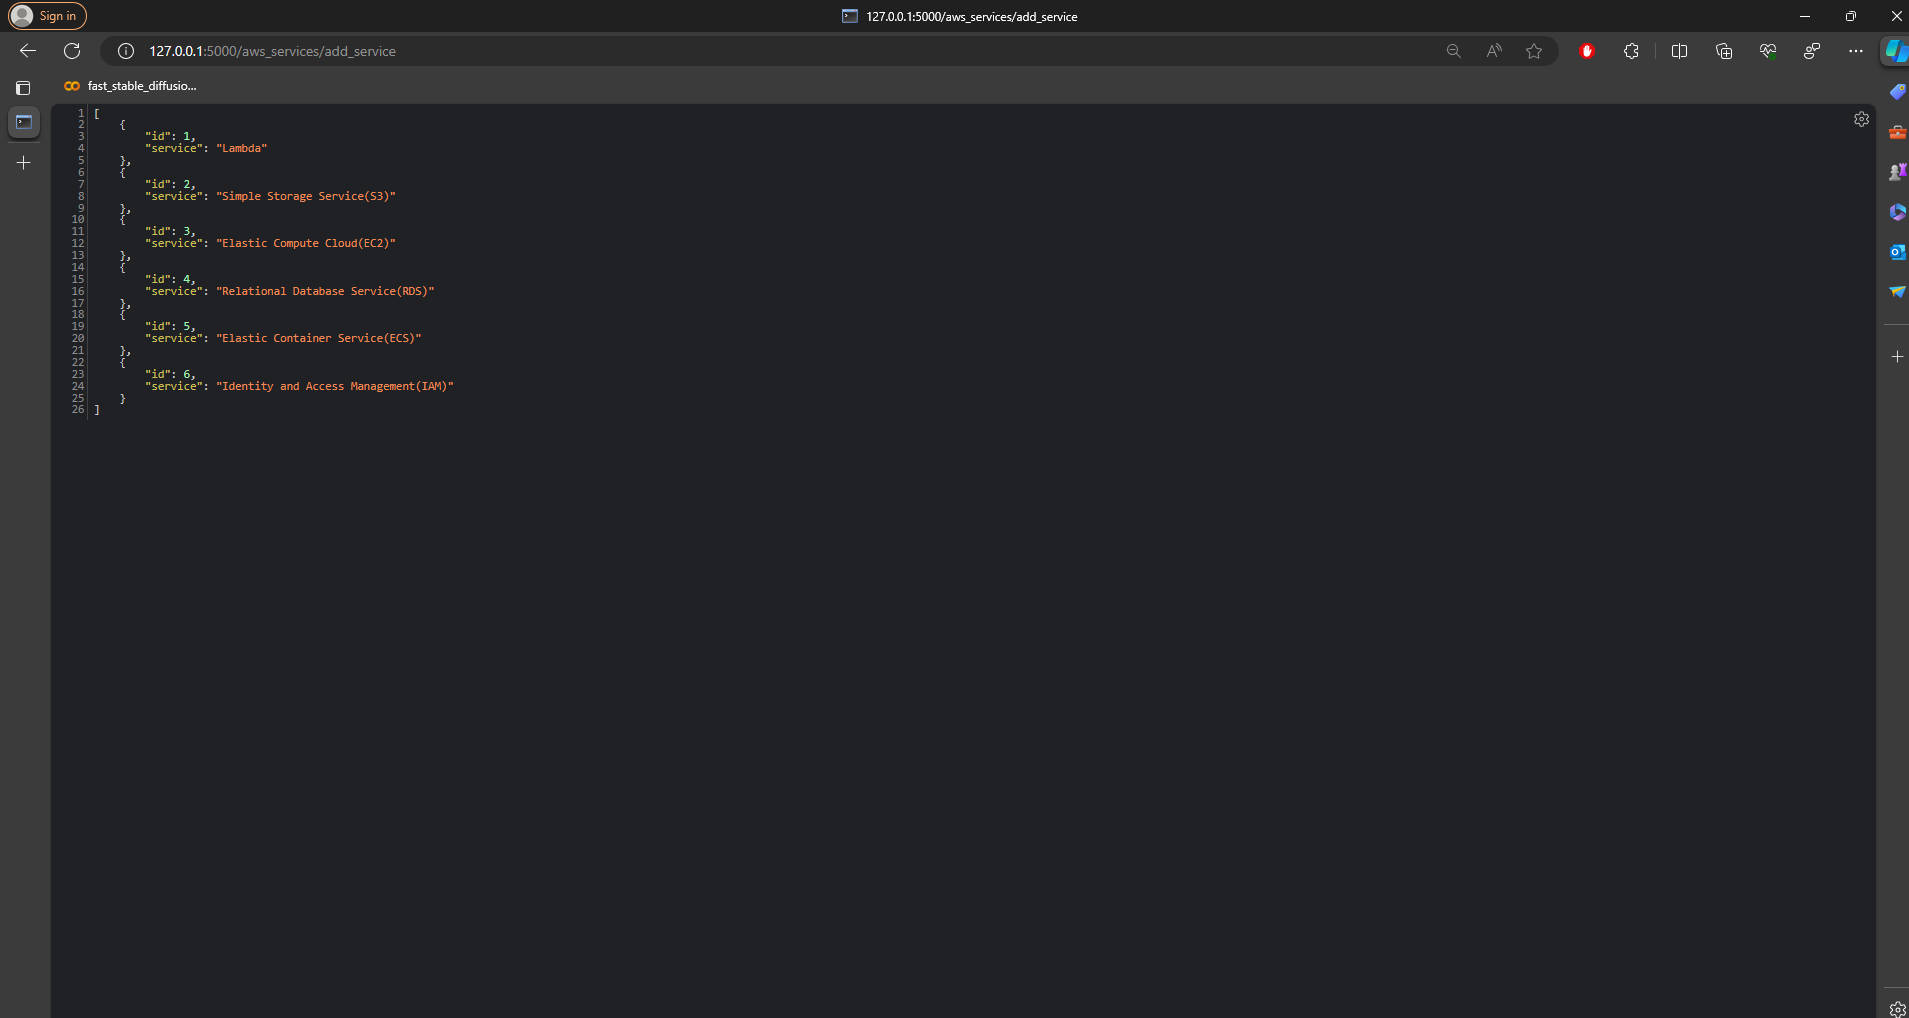 Sign in
127.0.0.1:5000/aws_services/add_service
127.0.0.1:5000/aws_services/add_service
fast_stable_diffusio...
1 [
2 {
3 "id": 1,
4 "service": "Lambda"
5 },
6 {
7 "id": 2,
8 "service": "Simple Storage Service(S3)"
9 },
10 {
11 "id": 3,
12 "service": "Elastic Compute Cloud(EC2)"
13 },
14 {
15 "id": 4,
16 "service": "Relational Database Service(RDS)"
17 },
18 {
19 "id": 5,
20 "service": "Elastic Container Service(ECS)"
21 },
22 {
23 "id": 6,
24 "service": "Identity and Access Management(IAM)"
25 }
26 ]